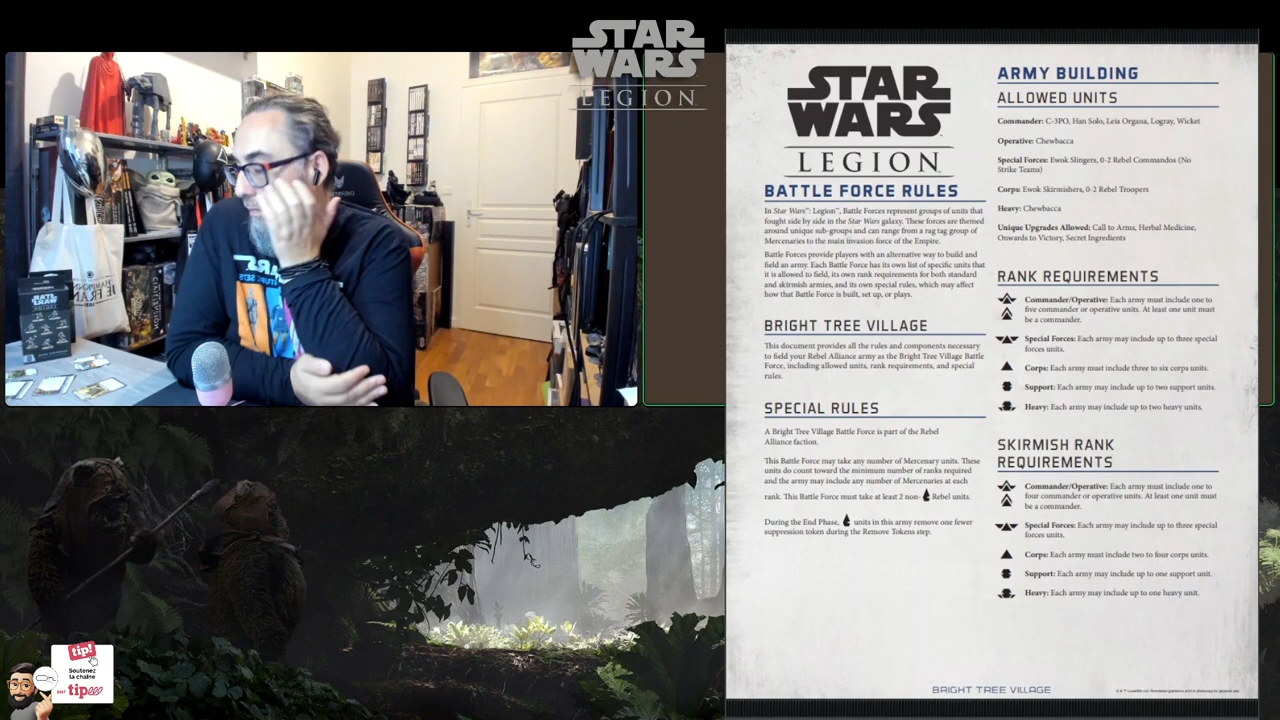 STAR
WARS
LEGION
STAR
WARS
LEGION
BATTLE FORCE RULES
In Star Wars™: Legion™, Battle Forces represent groups of units that
fought side by side in the Star Wars galaxy. These forces are themed
around unique sub-groups and can range from a rag tag group of
Mercenaries to the main invasion force of the Empire.
Battle Forces provide players with an alternative way to build and
field an army. Each Battle Force has its own list of specific units that
it is allowed to field, its own rank requirements for both standard
and skirmish armies, and its own special rules, which may affect
how that Battle Force is built, set up, or plays.
BRIGHT TREE VILLAGE
This document provides all the rules and components necessary
to field your Rebel Alliance army as the Bright Tree Village Battle
Force, including allowed units, rank requirements, and special
rules.
SPECIAL RULES
A Bright Tree Village Battle Force is part of the Rebel
Alliance faction.
This Battle Force may take any number of Mercenary units. These
units do count toward the minimum number of ranks required
and the army may include any number of Mercenaries at each
rank. This Battle Force must take at least 2 non- Rebel units.
During the End Phase, units in this army remove one fewer
suppression token during the Remove Tokens step.
ARMY BUILDING
ALLOWED UNITS
Commander: C-3PO, Han Solo, Leia Organa, Logray, Wicket
Operative: Chewbacca
Special Forces: Ewok Slingers, 0-2 Rebel Commandos (No
Strike Teams)
Corps: Ewok Skirmishers, 0-2 Rebel Troopers
Heavy: Chewbacca
Unique Upgrades Allowed: Call to Arms, Herbal Medicine,
Onwards to Victory, Secret Ingredients
RANK REQUIREMENTS
Commander/Operative: Each army must include one to
five commander or operative units. At least one unit must
be a commander.
Special Forces: Each army may include up to three special
forces units.
Corps: Each army must include three to six corps units.
Support: Each army may include up to two support units.
Heavy: Each army may include up to two heavy units.
SKIRMISH RANK
REQUIREMENTS
Commander/Operative: Each army must include one to
four commander or operative units. At least one unit must
be a commander.
Special Forces: Each army may include up to three special
forces units.
Corps: Each army must include two to four corps units.
Support: Each army may include up to one support unit.
Heavy: Each army may include up to one heavy unit.
BRIGHT TREE VILLAGE
tip!
Soutenez
la chaîne
sur tipeee